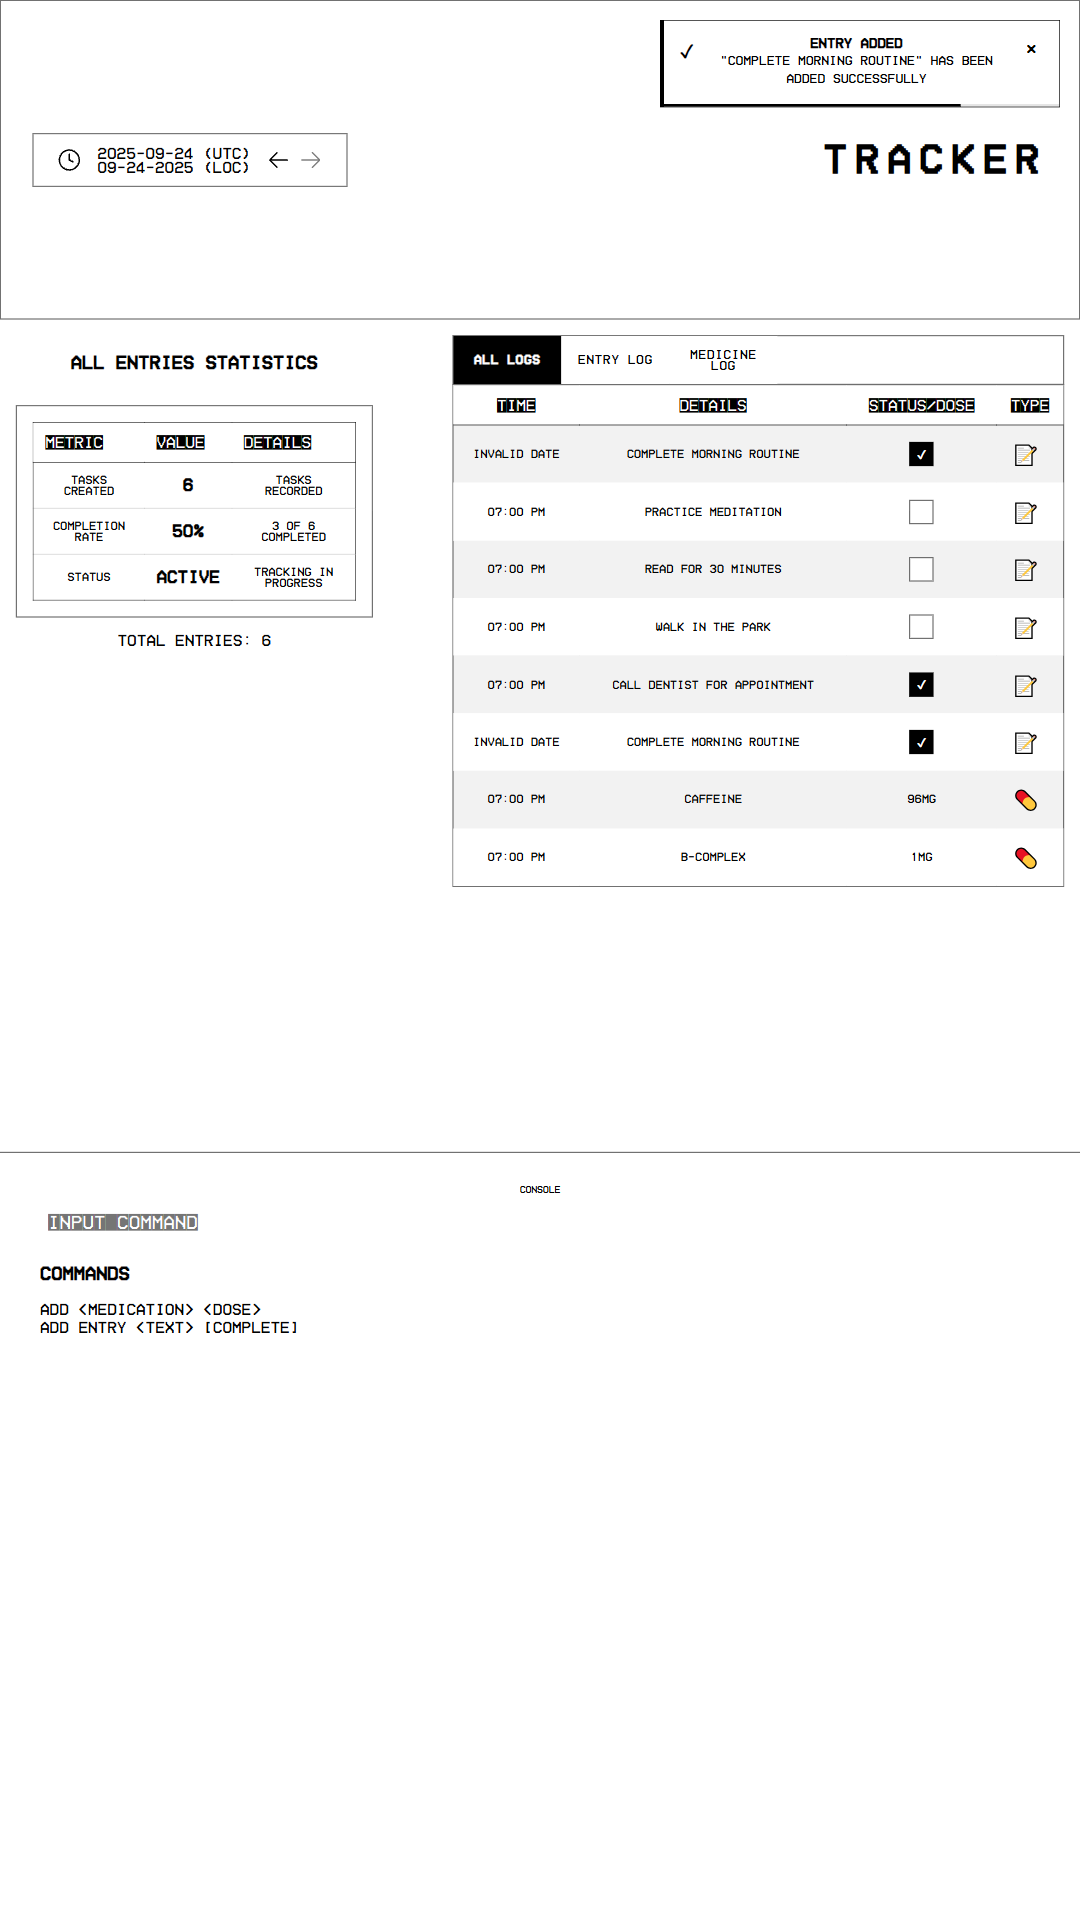 ENTRY ADDED
"COMPLETE MORNING ROUTINE" HAS BEEN
ADDED SUCCESSFULLY
2025-09-24 (UTC)
09-24-2025 (LOC)
TRACKER
ALL ENTRIES STATISTICS
METRIC VALUE DETAILS
TASKS
CREATED
6
TASKS
RECORDED
COMPLETION
RATE
50%
3 OF 6
COMPLETED
STATUS
ACTIVE
TRACKING IN
PROGRESS
TOTAL ENTRIES: 6
ALL LOGS
ENTRY LOG
MEDICINE
LOG
TIME DETAILS STATUS/DOSE TYPE
INVALID DATE COMPLETE MORNING ROUTINE
07:00 PM PRACTICE MEDITATION
07:00 PM READ FOR 30 MINUTES
07:00 PM WALK IN THE PARK
07:00 PM CALL DENTIST FOR APPOINTMENT
INVALID DATE COMPLETE MORNING ROUTINE
07:00 PM CAFFEINE 96MG
07:00 PM B-COMPLEX 1MG
CONSOLE
INPUT COMMAND
COMMANDS
ADD <MEDICATION> <DOSE>
ADD ENTRY <TEXT> [COMPLETE]